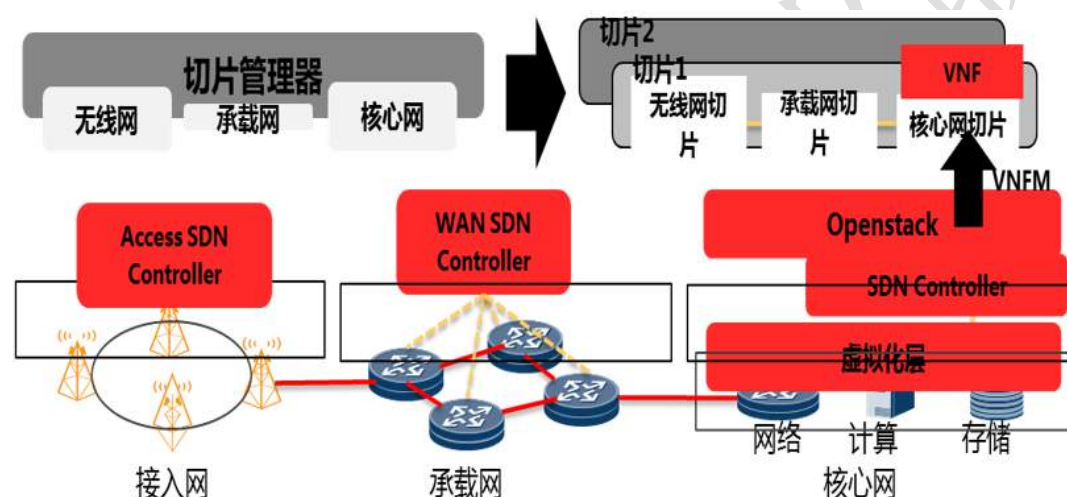 切片2
切片管理器
切片1
VNF
无线网
承载网
核心网
无线网切
片
承载网切
片
核心网切片
VNFM
Access SDN
Controller
WAN SDN
Controller
Openstack
SDN Controller
虚拟化层
网络
计算
存储
接入网
承载网
核心网